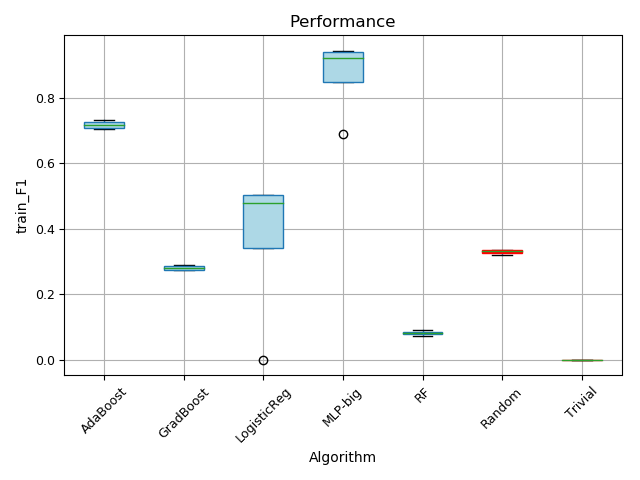 Performance
train_F1
0.8
0.6
0.4
0.2
0.0
AdaBoost
GradBoost
LogisticReg
MLP-big
RF
Random
Trivial
Algorithm